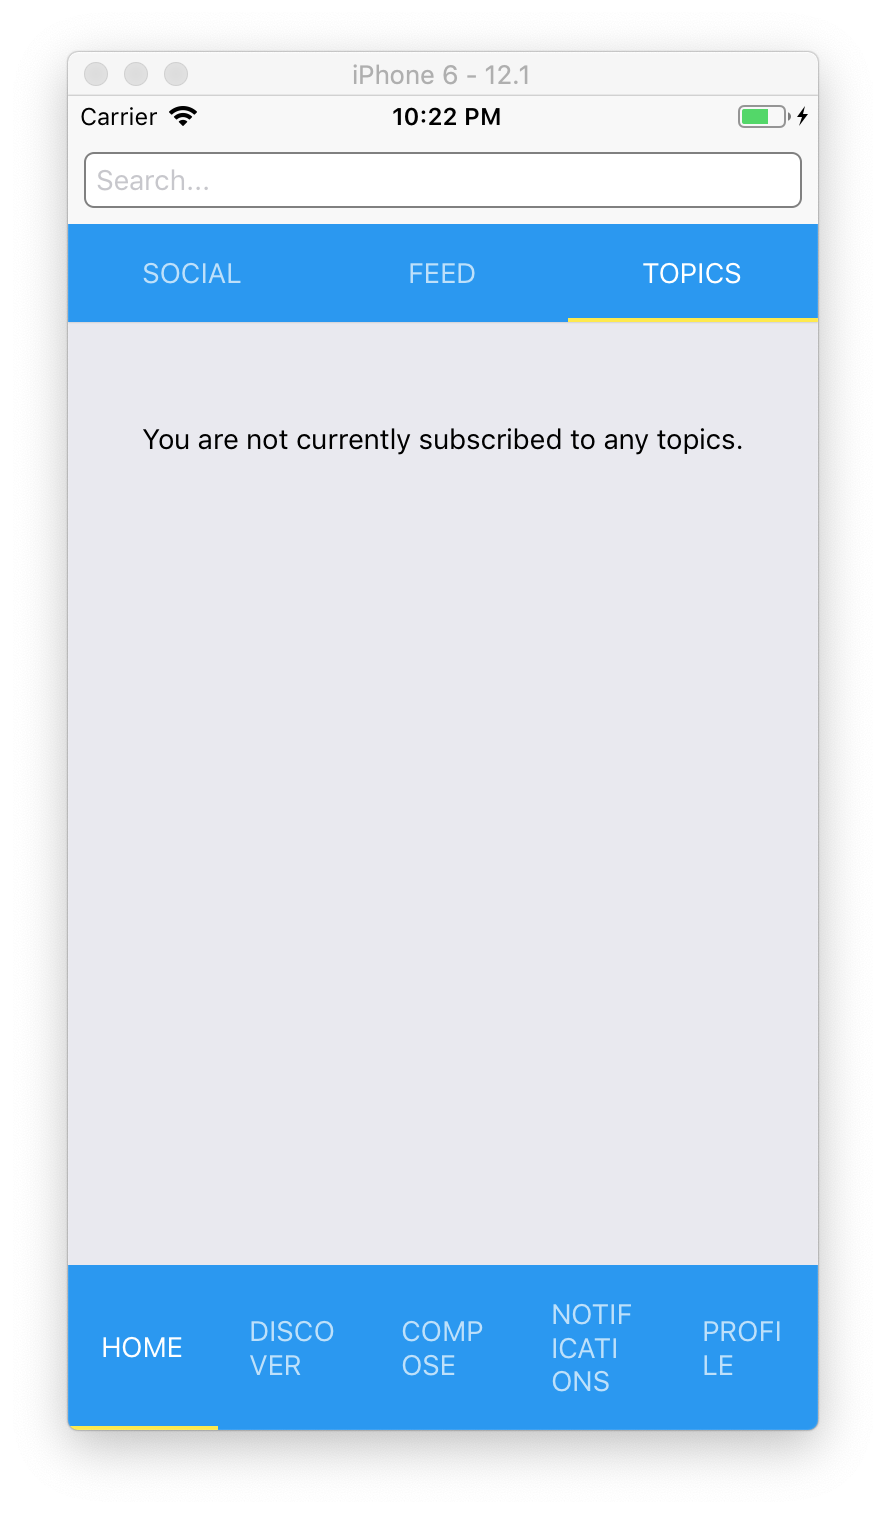 iPhone 6 - 12.1
Carrier 10:22 PM
Search...
SOCIAL FEED TOPICS
You are not currently subscribed to any topics.
HOME
DISCO
VER
COMP
OSE
NOTIF
ICATI
ONS
PROFI
LE